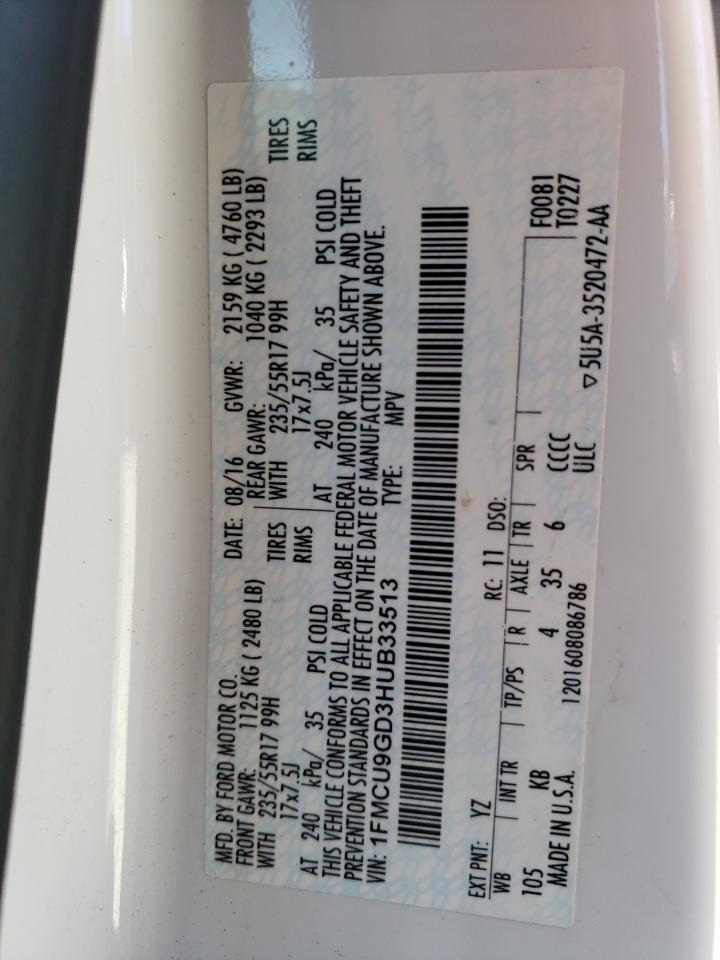 MFD. BY FORD MOTOR CO.
DATE: 08/16 GVWR: 2159 KG ( 4760 LB)
FRONT GAWR: 1125 KG ( 2480 LB)
REAR GAWR: 1040 KG ( 2293 LB)
WITH 235/55R17 99H TIRES
WITH 235/55R17 99H TIRES
17x7.5J RIMS
17x7.5J RIMS
AT 240 kPa/ 35 PSI COLD
AT 240 kPa/ 35 PSI COLD
THIS VEHICLE CONFORMS TO ALL APPLICABLE FEDERAL MOTOR VEHICLE SAFETY AND THEFT
PREVENTION STANDARDS IN EFFECT ON THE DATE OF MANUFACTURE SHOWN ABOVE.
VIN: 1FMCU9GD3HUB33513 TYPE: MPV
EXT PNT: YZ RC: 11 DSO: F0081
WB INT TR TP/PS R AXLE TR SPR T0227
105 KB 4 35 6 CCCC
MADE IN U.S.A. 1201608086786 ULC ▽5U5A-3520472-AA